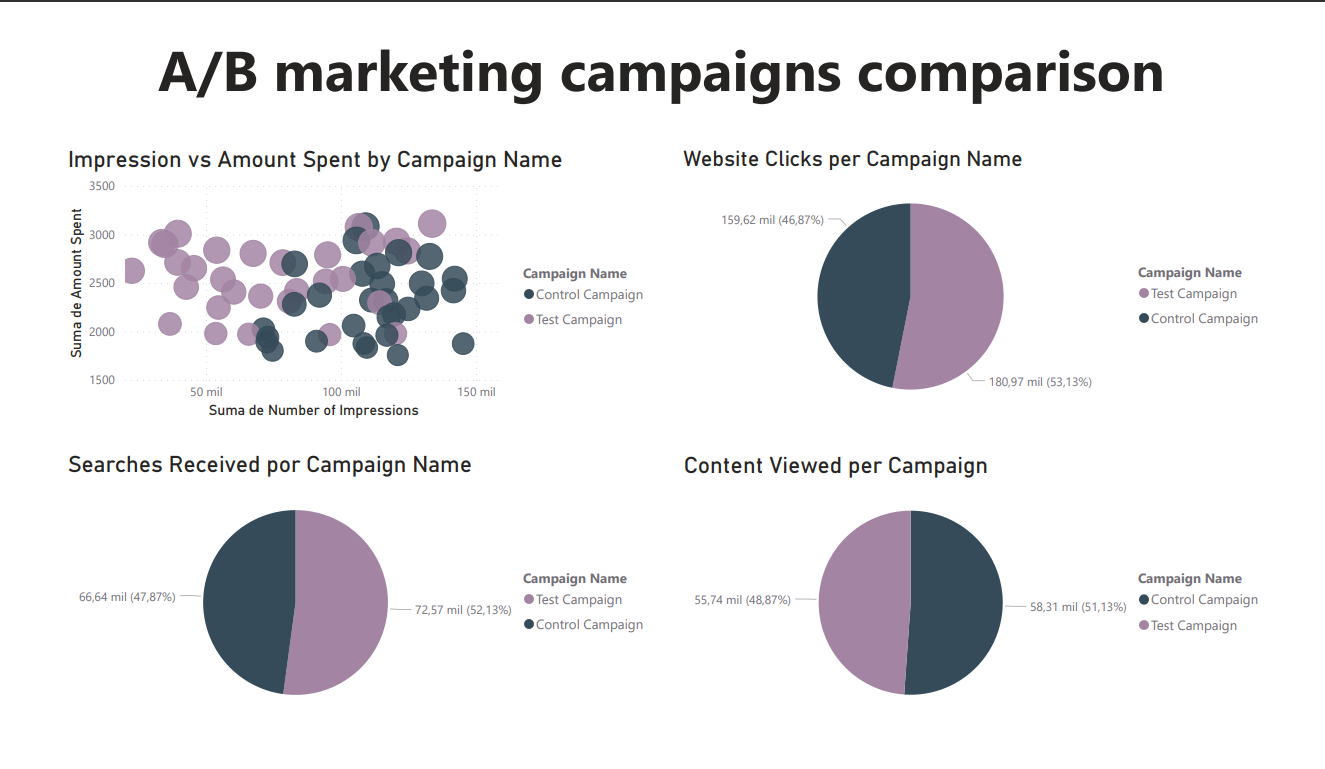 A/B marketing campaigns comparison
Impression vs Amount Spent by Campaign Name
Suma de Amount Spent
3500
3000
2500
2000
1500
50 mil
100 mil
150 mil
Suma de Number of Impressions
Campaign Name
Control Campaign
Test Campaign
Website Clicks per Campaign Name
159,62 mil (46,87%)
180,97 mil (53,13%)
Campaign Name
Test Campaign
Control Campaign
Searches Received por Campaign Name
66,64 mil (47,87%)
72,57 mil (52,13%)
Campaign Name
Test Campaign
Control Campaign
Content Viewed per Campaign
55,74 mil (48,87%)
58,31 mil (51,13%)
Campaign Name
Control Campaign
Test Campaign